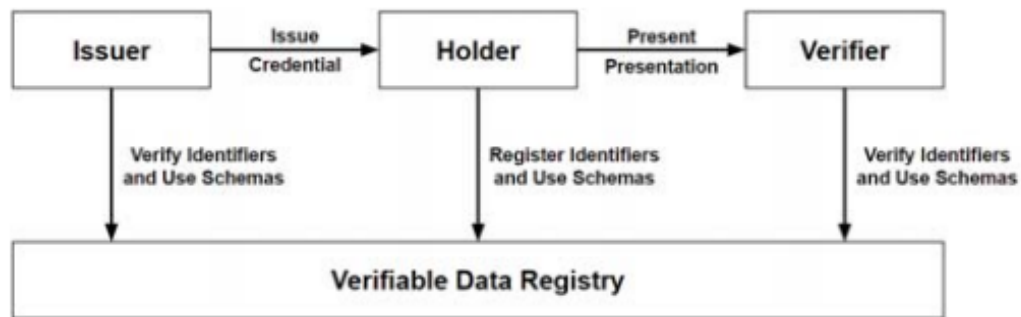 Issuer
Issue
Credential
Holder
Present
Presentation
Verifier
Verify Identifiers
and Use Schemas
Register Identifiers
and Use Schemas
Verify Identifiers
and Use Schemas
Verifiable Data Registry